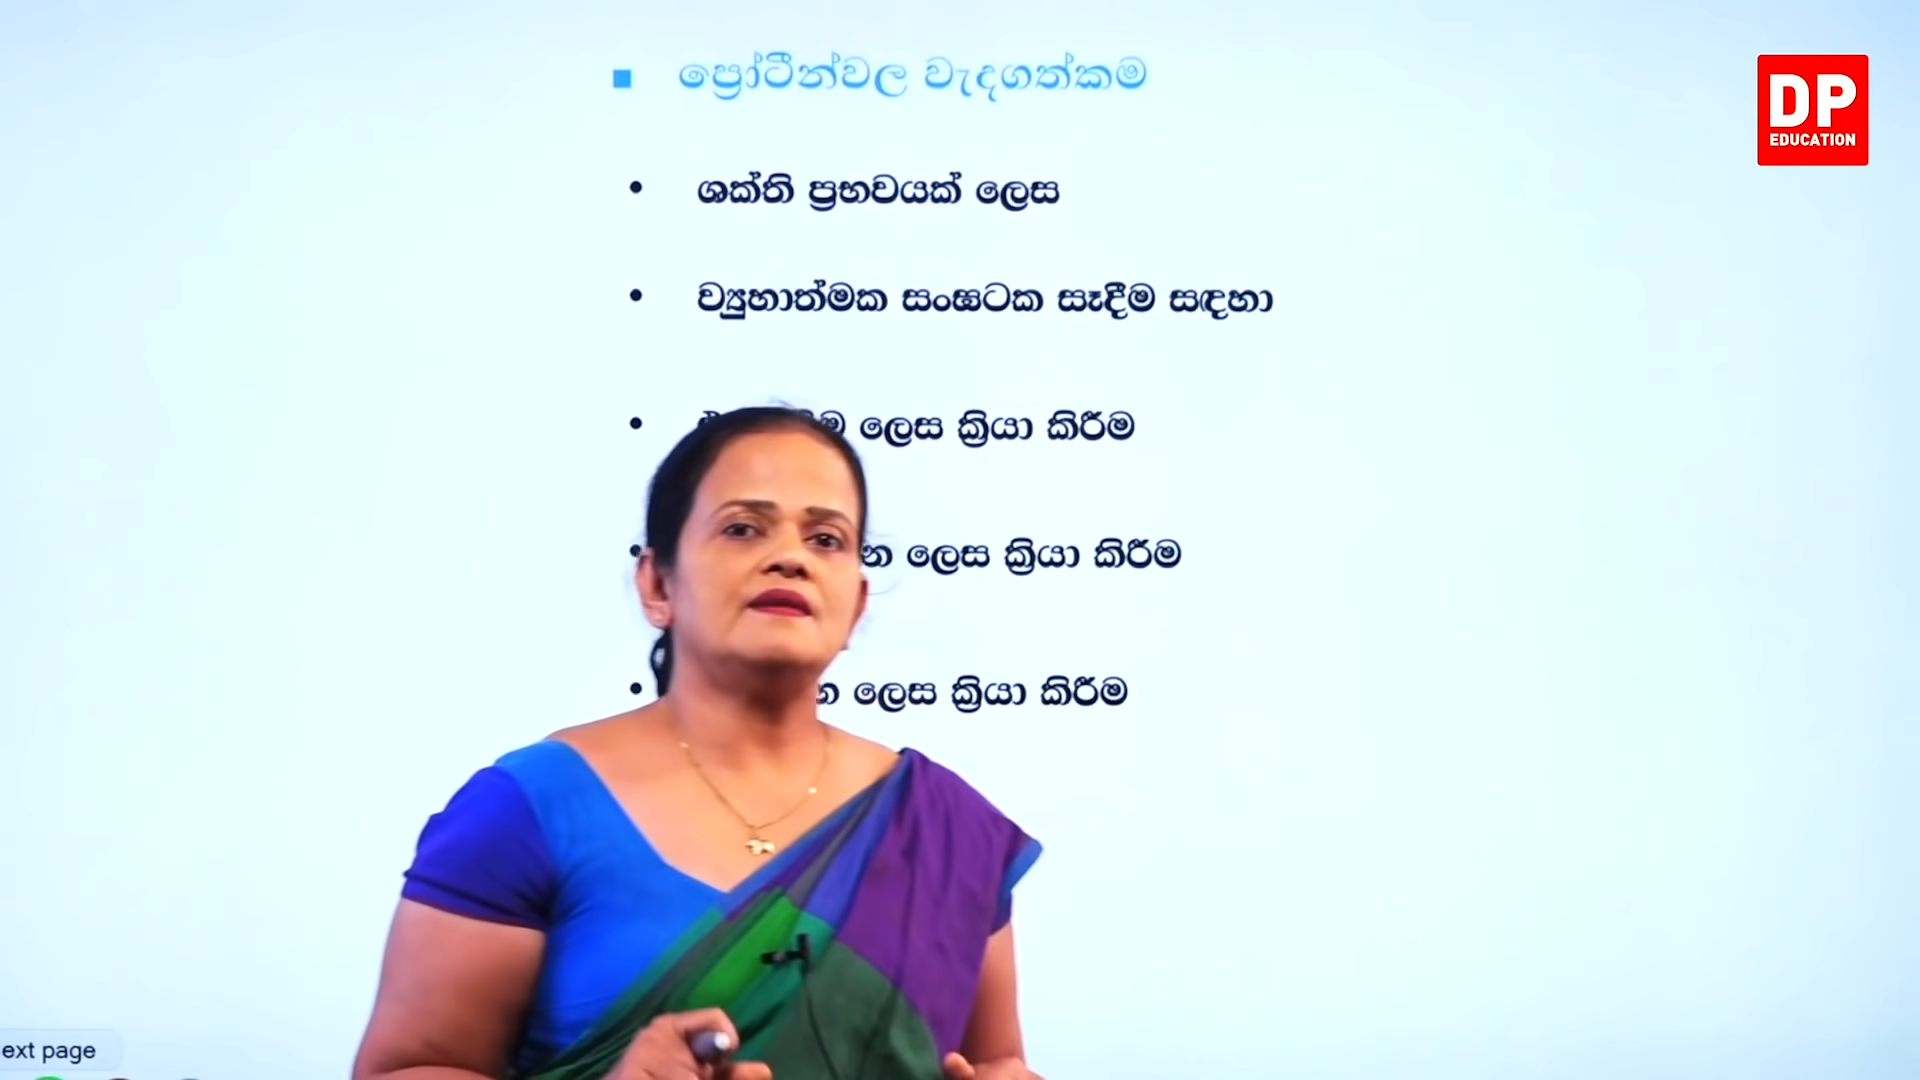 ප්‍රෝටීන්වල වැදගත්කම
DP
EDUCATION
ශක්ති ප්‍රභවයක් ලෙස
ව්‍යුහාත්මක සංඝටක සෑදීම සඳහා
ලෙස ක්‍රියා කිරීම
ලෙස ක්‍රියා කිරීම
ලෙස ක්‍රියා කිරීම
ext page